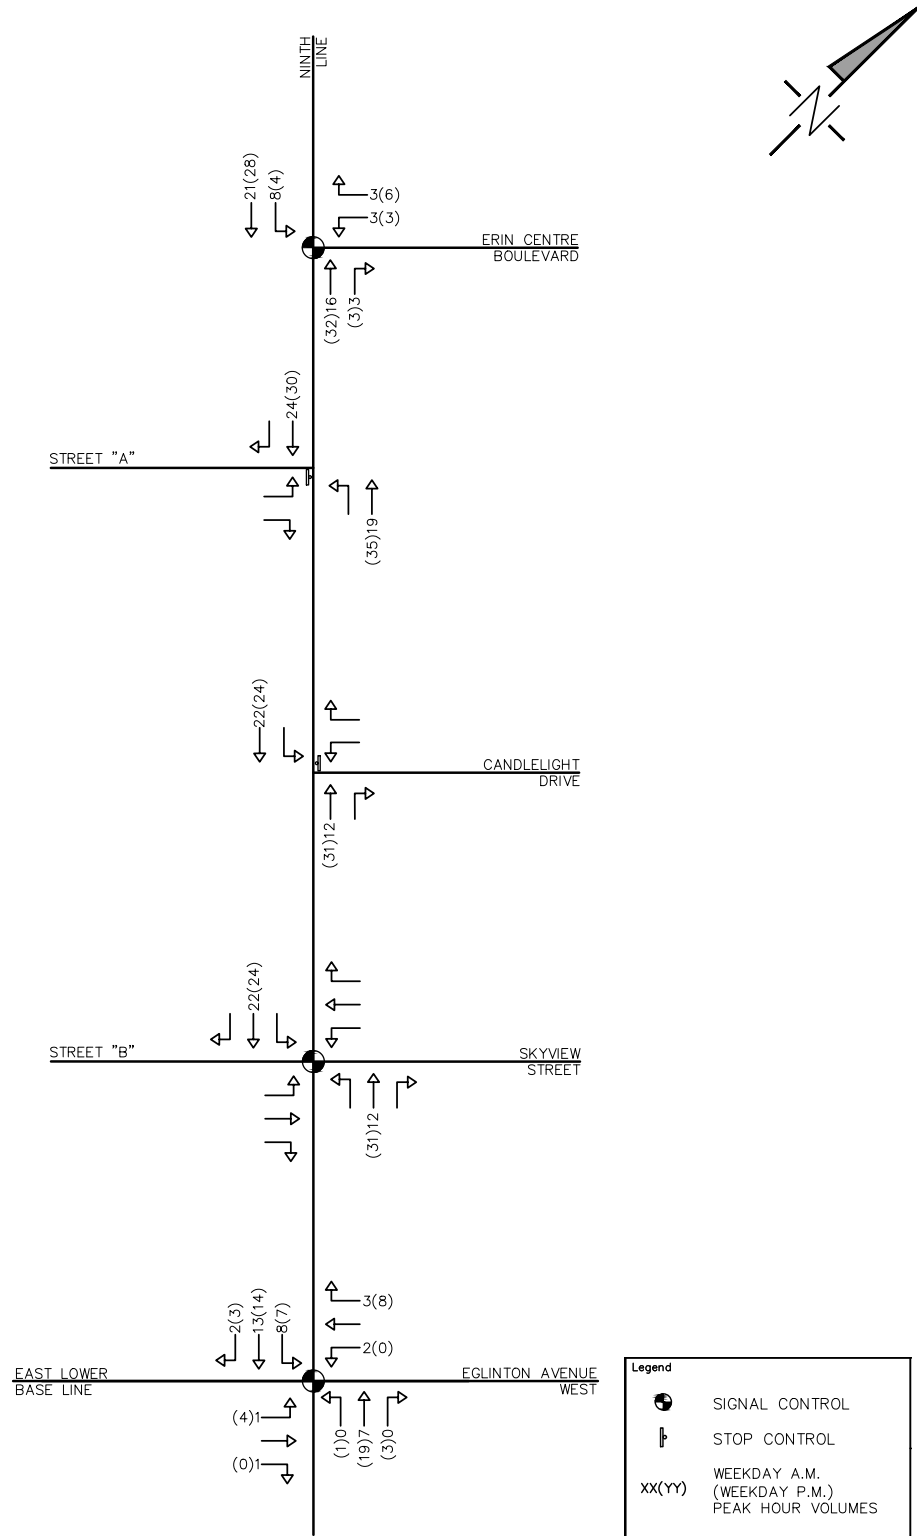 NINTH
LINE
21(28)
8(4)
3(6)
3(3)
ERIN CENTRE
BOULEVARD
(32)16
(3)3
24(30)
STREET "A"
(35)19
22(24)
CANDLELIGHT
DRIVE
(31)12
22(24)
STREET "B"
SKYVIEW
STREET
(31)12
2(3)
13(14)
8(7)
3(8)
2(0)
EAST LOWER
BASE LINE
EGLINTON AVENUE
WEST
(4)1
(0)1
(1)0
(19)7
(3)0
N
Legend
SIGNAL CONTROL
STOP CONTROL
XX(YY)
WEEKDAY A.M.
(WEEKDAY P.M.)
PEAK HOUR VOLUMES